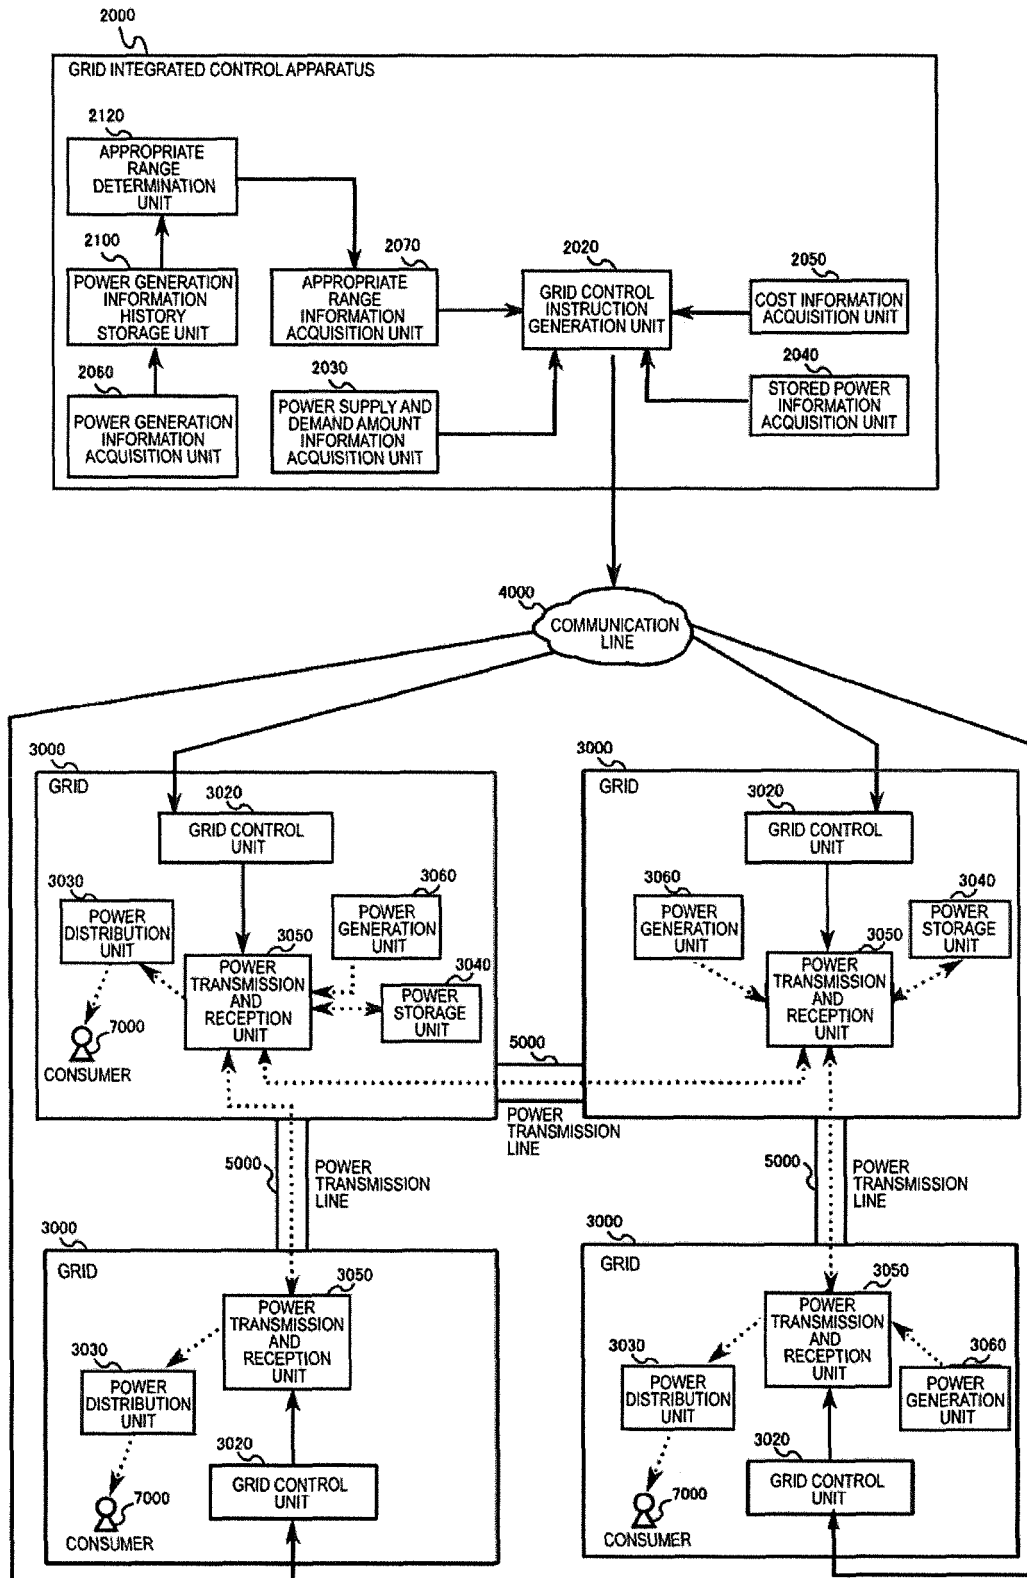 2000
GRID INTEGRATED CONTROL APPARATUS
2120
APPROPRIATE
RANGE
DETERMINATION
UNIT
2100
POWER GENERATION
INFORMATION
HISTORY
STORAGE UNIT
2060
POWER GENERATION
INFORMATION
ACQUISITION UNIT
2070
APPROPRIATE
RANGE
INFORMATION
ACQUISITION UNIT
2030
POWER SUPPLY AND
DEMAND AMOUNT
INFORMATION
ACQUISITION UNIT
2020
GRID CONTROL
INSTRUCTION
GENERATION UNIT
2050
COST INFORMATION
ACQUISITION UNIT
2040
STORED POWER
INFORMATION
ACQUISITION UNIT
4000
COMMUNICATION
LINE
3000
GRID
3020
GRID CONTROL
UNIT
3030
POWER
DISTRIBUTION
UNIT
3060
POWER
GENERATION
UNIT
3050
POWER
TRANSMISSION
AND
RECEPTION
UNIT
3040
POWER
STORAGE
UNIT
7000
CONSUMER
3000
GRID
3020
GRID CONTROL
UNIT
3060
POWER
GENERATION
UNIT
3040
POWER
STORAGE
UNIT
3050
POWER
TRANSMISSION
AND
RECEPTION
UNIT
5000
POWER
TRANSMISSION
LINE
5000
POWER
TRANSMISSION
LINE
5000
POWER
TRANSMISSION
LINE
3000
GRID
3050
POWER
TRANSMISSION
AND
RECEPTION
UNIT
3030
POWER
DISTRIBUTION
UNIT
3020
GRID CONTROL
UNIT
7000
CONSUMER
3000
GRID
3050
POWER
TRANSMISSION
AND
RECEPTION
UNIT
3030
POWER
DISTRIBUTION
UNIT
3060
POWER
GENERATION
UNIT
3020
GRID CONTROL
UNIT
7000
CONSUMER